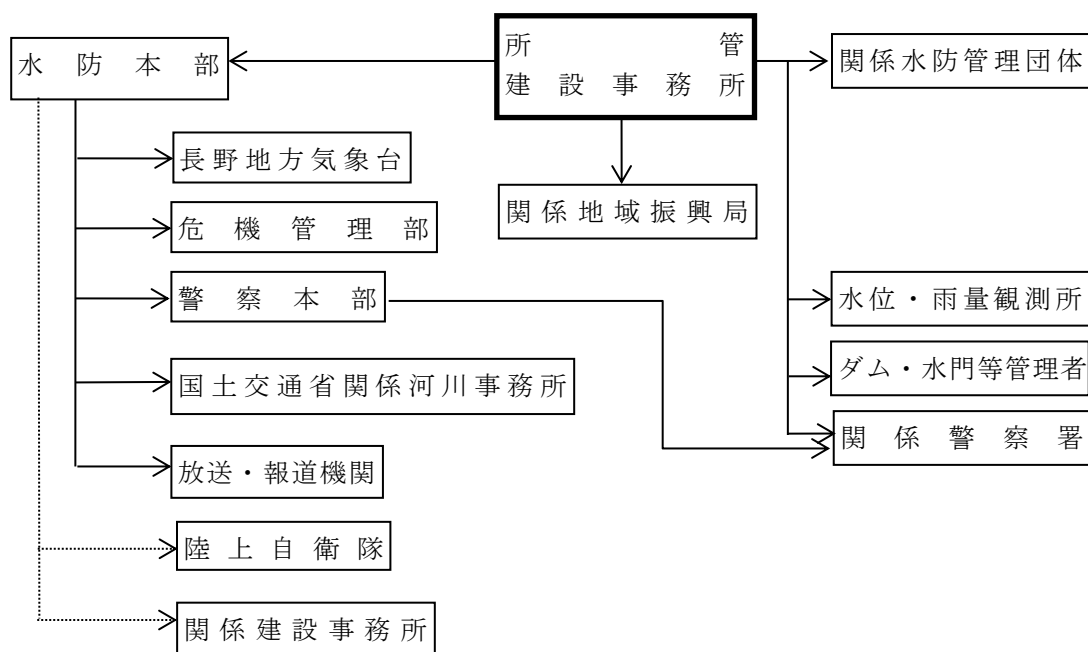 所管
建設事務所
水防本部
関係水防管理団体
長野地方気象台
関係地域振興局
危機管理部
警察本部
水位・雨量観測所
国土交通省関係河川事務所
ダム・水門等管理者
関係警察署
放送・報道機関
陸上自衛隊
関係建設事務所